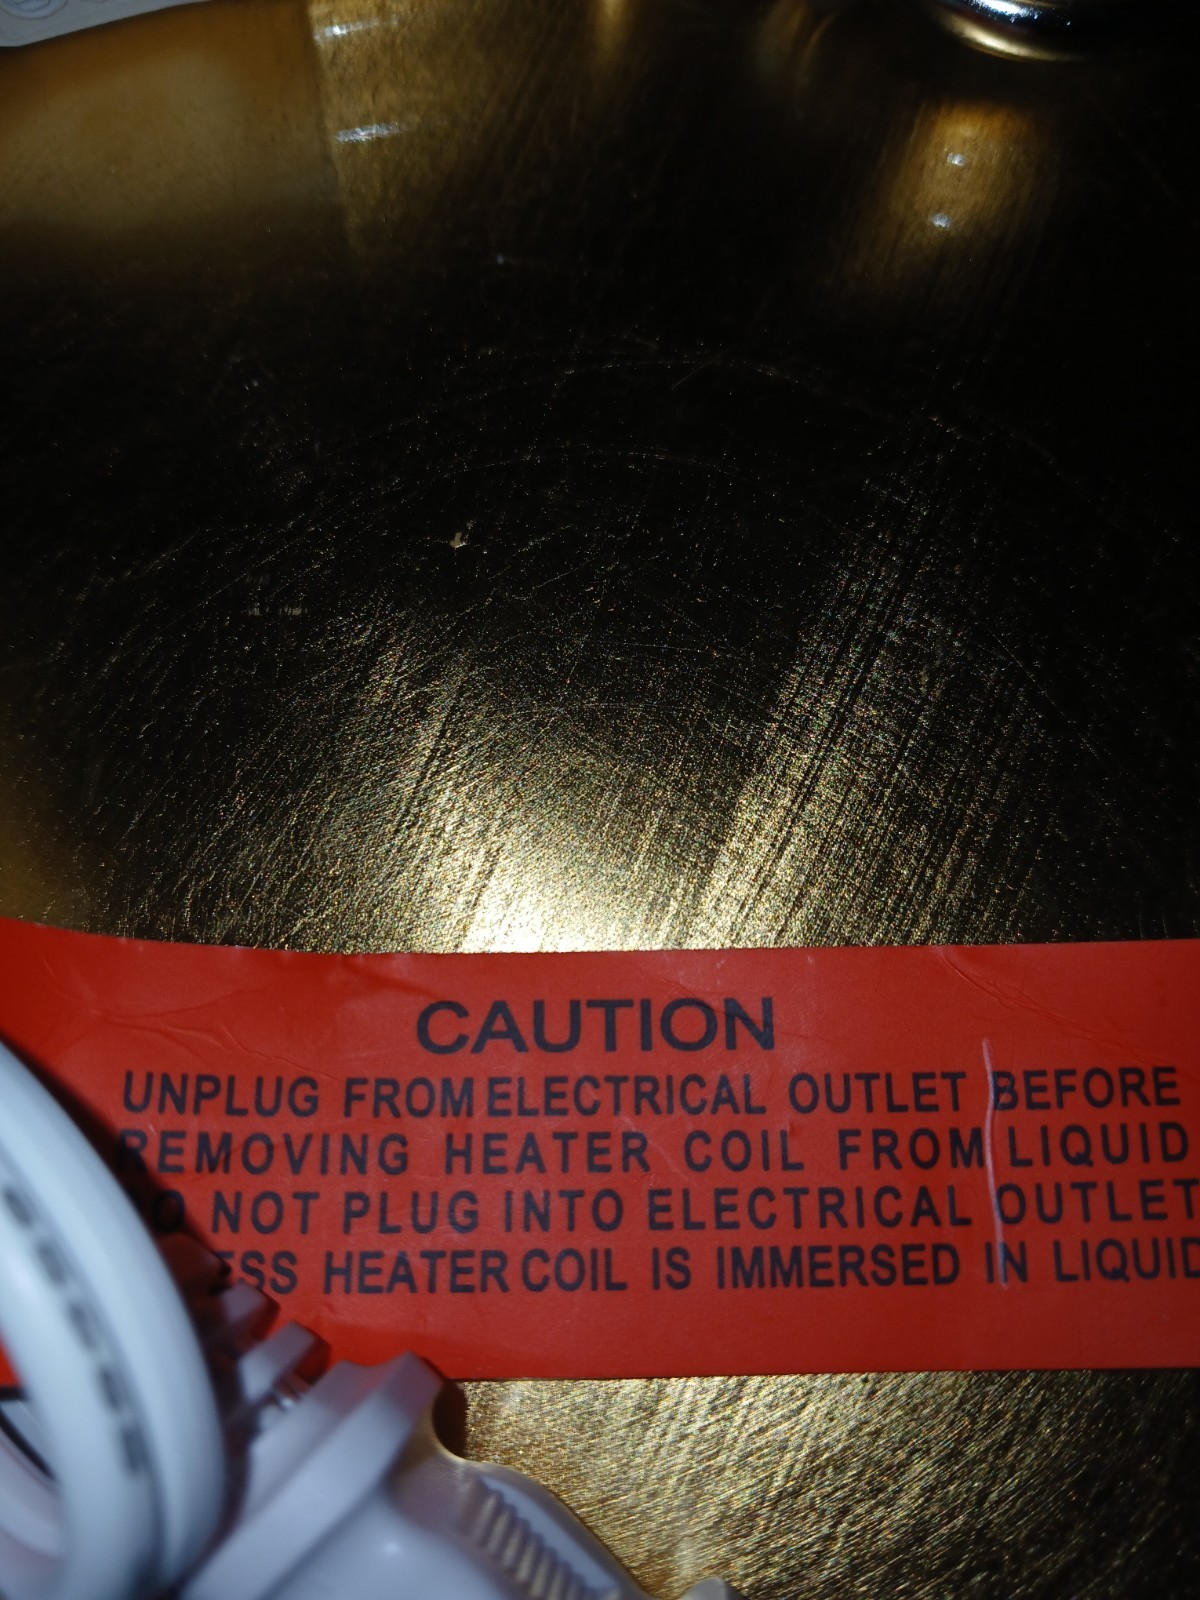 CAUTION
UNPLUG FROM ELECTRICAL OUTLET BEFORE
REMOVING HEATER COIL FROM LIQUID
NOT PLUG INTO ELECTRICAL OUTLET
HEATER COIL IS IMMERSED IN LIQUID